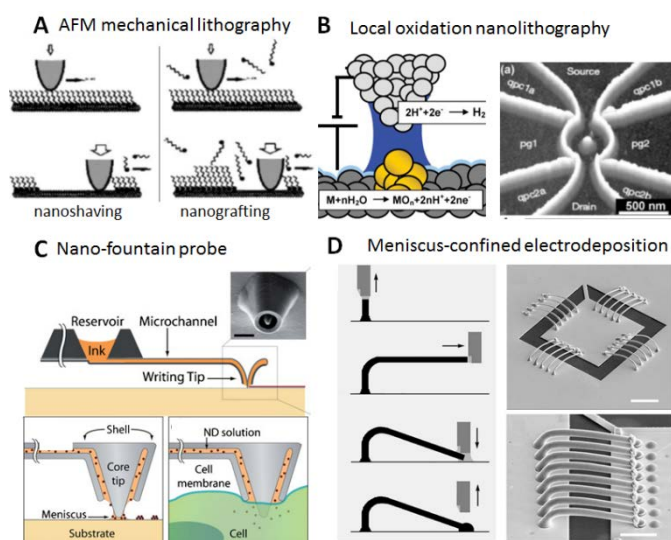 A AFM mechanical lithography
nanoshaving
nanografting
B Local oxidation nanolithography
2H⁺+2e⁻ → H₂
M+nH₂O → MOₙ+2nH⁺+2ne⁻
(a)
Source
qpc1a
qpc1b
pg1
pg2
qpc2a
qpc2b
Drain
500 nm
C Nano-fountain probe
Reservoir
Microchannel
Ink
Writing Tip
Shell
Core
tip
Meniscus
Substrate
ND solution
Cell
membrane
Cell
D Meniscus-confined electrodeposition